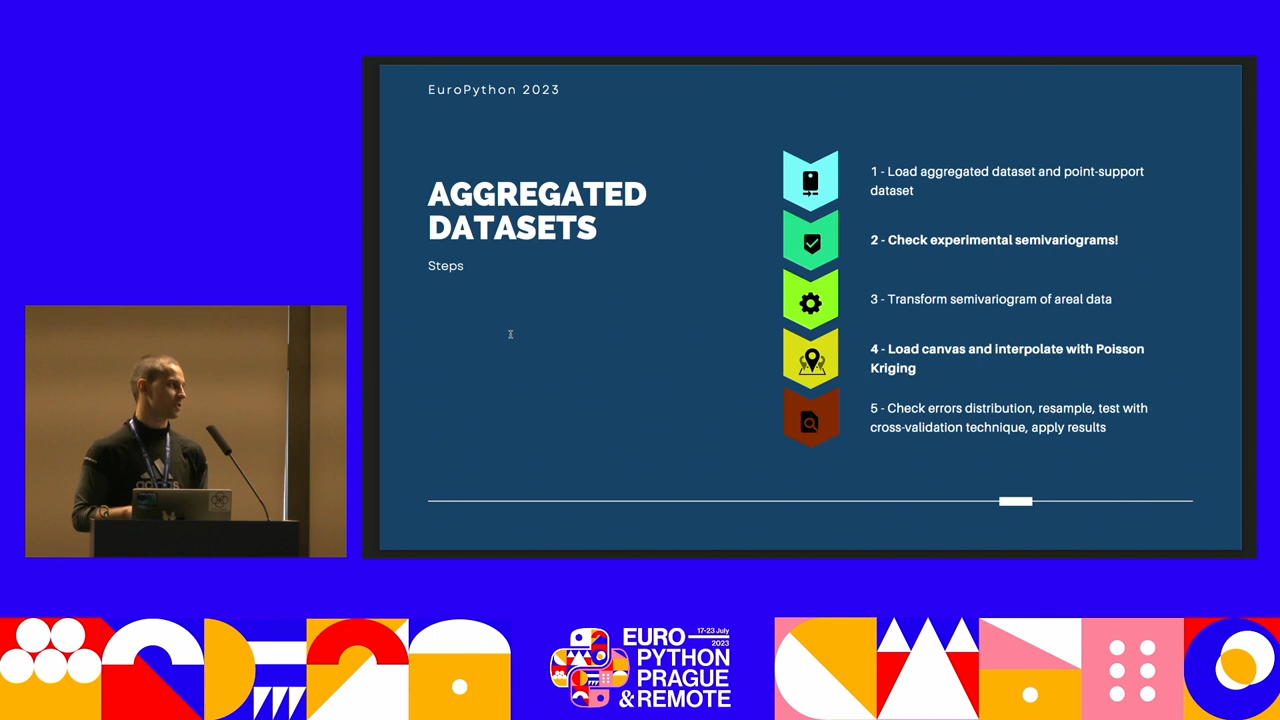 EuroPython 2023
AGGREGATED
DATASETS
Steps
1 - Load aggregated dataset and point-support
dataset
2 - Check experimental semivariograms!
3 - Transform semivariogram of areal data
4 - Load canvas and interpolate with Poisson
Kriging
5 - Check errors distribution, resample, test with
cross-validation technique, apply results
adidas
EURO
17-23 July
2023
PYTHON
PRAGUE
& REMOTE